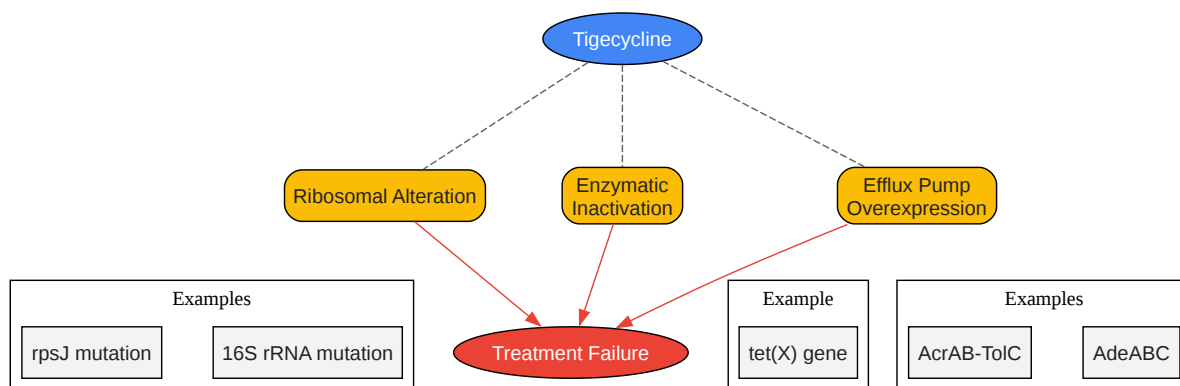 Tigecycline
Ribosomal Alteration
Enzymatic
Inactivation
Efflux Pump
Overexpression
Examples
rpsJ mutation
16S rRNA mutation
Treatment Failure
Example
tet(X) gene
Examples
AcrAB-TolC
AdeABC